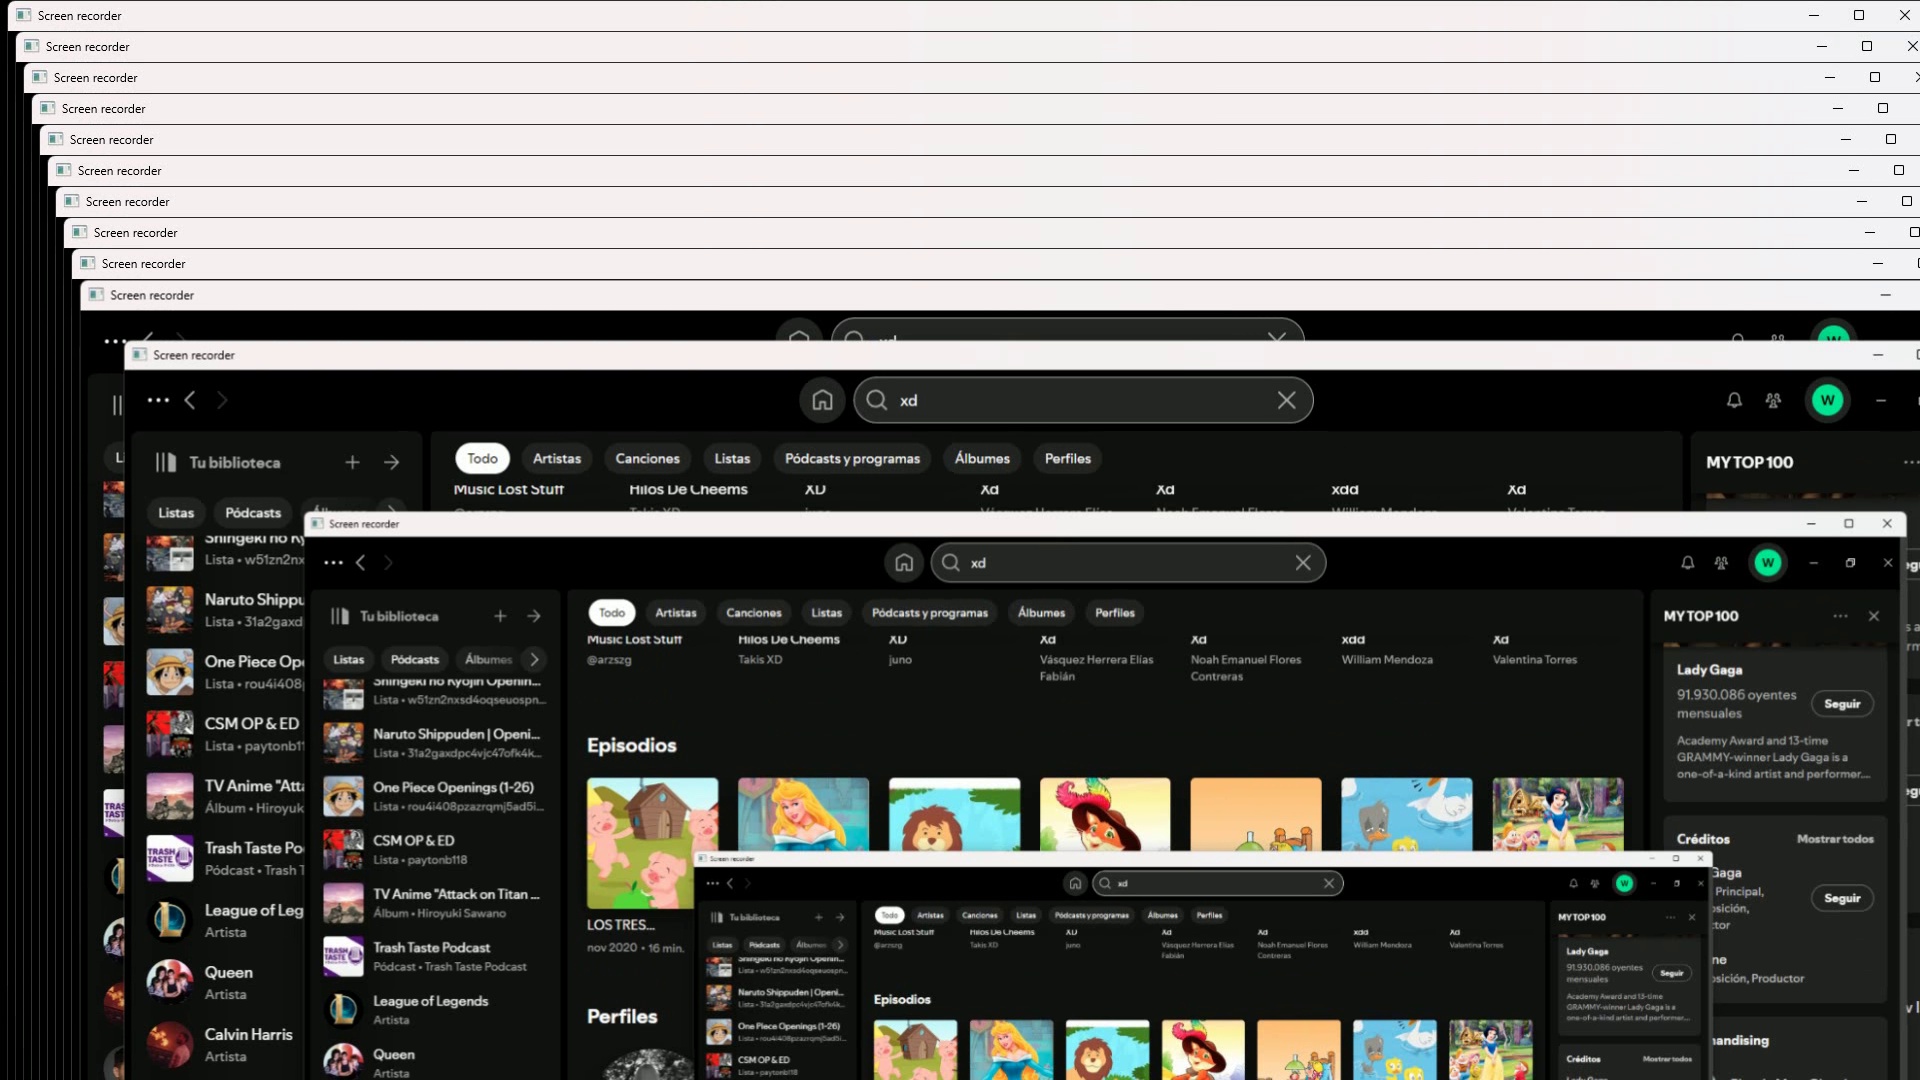 Screen recorder
Screen recorder
Screen recorder
Screen recorder
Screen recorder
Screen recorder
Screen recorder
Screen recorder
Screen recorder
Screen recorder
W
Screen recorder
xd
W
Tu biblioteca
Todo
Artistas
Canciones
Listas
Pódcasts y programas
Álbumes
Perfiles
MY TOP 100
Music Lost Stuff
Hilos De Cheems
XD
Xd
Xd
xdd
Xd
Listas
Pódcasts
Lista • w51zn2nx
Naruto Shippu
Lista • 31a2gaxd
One Piece Op
Lista • rou4i408
CSM OP & ED
Lista • paytonb11
TV Anime "Atta
Álbum • Hiroyuk
TRASH TASTE
Trash Taste Po
Pódcast • Trash T
League of Leg
Artista
Queen
Artista
Calvin Harris
Artista
Screen recorder
xd
W
Tu biblioteca
Todo
Artistas
Canciones
Listas
Pódcasts y programas
Álbumes
Perfiles
MY TOP 100
Listas
Pódcasts
Álbumes
Shingeki no Kyojin Openin...
Lista • w51zn2nxsd4oqseuospn...
Naruto Shippuden | Openi...
Lista • 31a2gaxdpc4vjc47ofk4k...
One Piece Openings (1-26)
Lista • rou4i408pzazrqmj5ad5i...
CSM OP & ED
Lista • paytonb118
TV Anime "Attack on Titan ...
Álbum • Hiroyuki Sawano
TRASH TASTE
Trash Taste Podcast
Pódcast • Trash Taste Podcast
League of Legends
Artista
Queen
Artista
Music Lost Stuff
@arzszg
Hilos De Cheems
Takis XD
XD
juno
Xd
Vásquez Herrera Elías
Fabián
Xd
Noah Emanuel Flores
Contreras
xdd
William Mendoza
Xd
Valentina Torres
Episodios
LOS TRES...
nov 2020 • 16 min.
Perfiles
Lady Gaga
91.930.086 oyentes
mensuales
Seguir
Academy Award and 13-time
GRAMMY-winner Lady Gaga is a
one-of-a-kind artist and performer....
Créditos
Mostrar todos
Gaga
Principal,
Seguir
Productor
Screen recorder
xd
W
Tu biblioteca
Todo
Artistas
Canciones
Listas
Pódcasts y programas
Álbumes
Perfiles
MY TOP 100
Listas
Pódcasts
Álbumes
Shingeki no Kyojin Openin...
Lista • w51zn2nxsd4oqseuospn...
Naruto Shippuden | Openi...
Lista • 31a2gaxdpc4vjc47ofk4k...
One Piece Openings (1-26)
Lista • rou4i408pzazrqmj5ad5i...
CSM OP & ED
Lista • paytonb118
Music Lost Stuff
@arzszg
Hilos De Cheems
Takis XD
XD
juno
Xd
Vásquez Herrera Elías
Fabián
Xd
Noah Emanuel Flores
Contreras
xdd
William Mendoza
Xd
Valentina Torres
Episodios
Lady Gaga
91.930.086 oyentes
mensuales
Seguir
Academy Award and 13-time
GRAMMY-winner Lady Gaga is a
one-of-a-kind artist and performer....
Créditos
Mostrar todos